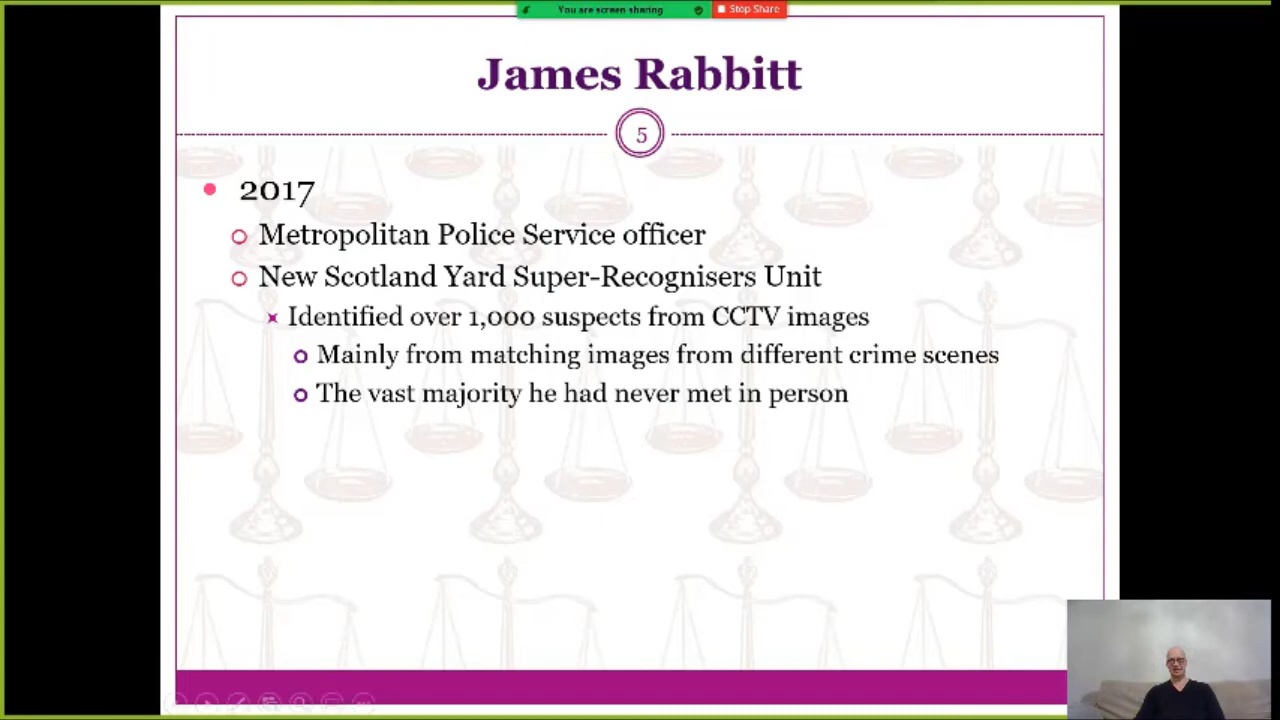 You are screen sharing
Stop Share
James Rabbitt
5
2017
Metropolitan Police Service officer
New Scotland Yard Super-Recognisers Unit
Identified over 1,000 suspects from CCTV images
Mainly from matching images from different crime scenes
The vast majority he had never met in person